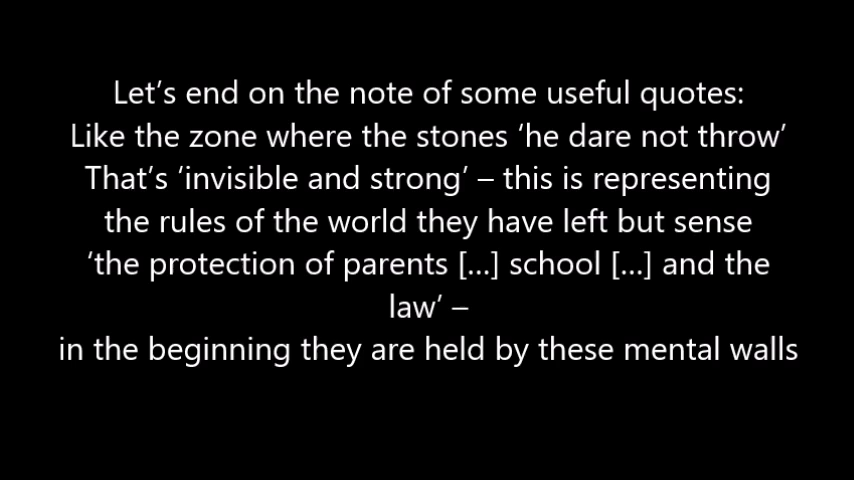 Let’s end on the note of some useful quotes:
Like the zone where the stones ‘he dare not throw’
That’s ‘invisible and strong’ – this is representing
the rules of the world they have left but sense
‘the protection of parents [...] school [...] and the
law’ –
in the beginning they are held by these mental walls